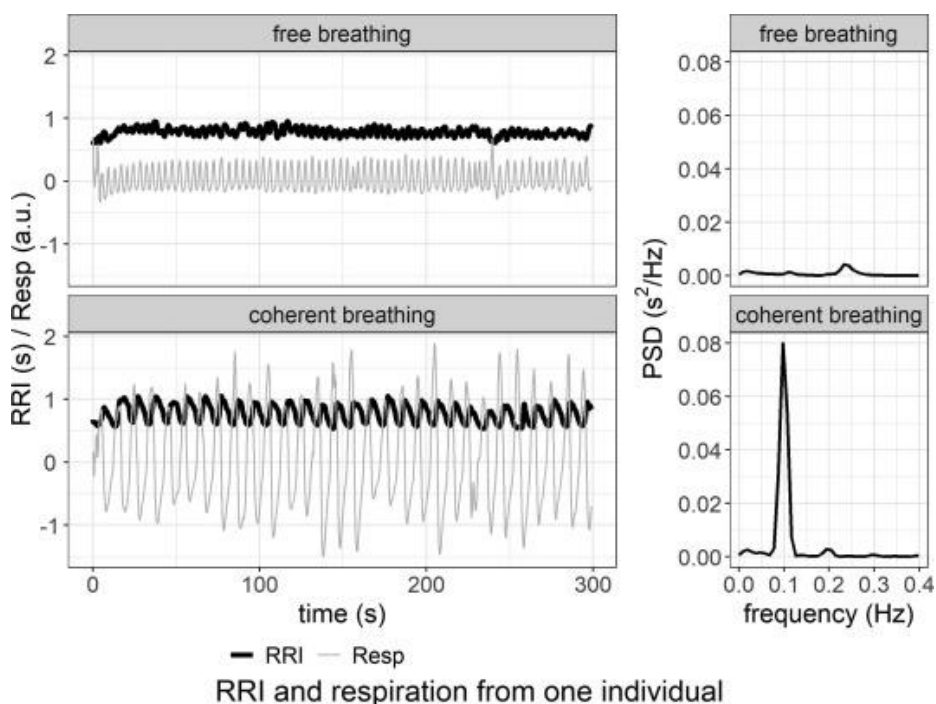 free breathing
free breathing
2
1
0
-1
0.08
0.06
0.04
0.02
0.00
coherent breathing
coherent breathing
2
1
0
-1
0.08
0.06
0.04
0.02
0.00
RRI (s) / Resp (a.u.)
PSD (s²/Hz)
0 100 200 300
0.0 0.1 0.2 0.3 0.4
time (s)
frequency (Hz)
RRI Resp
RRI and respiration from one individual